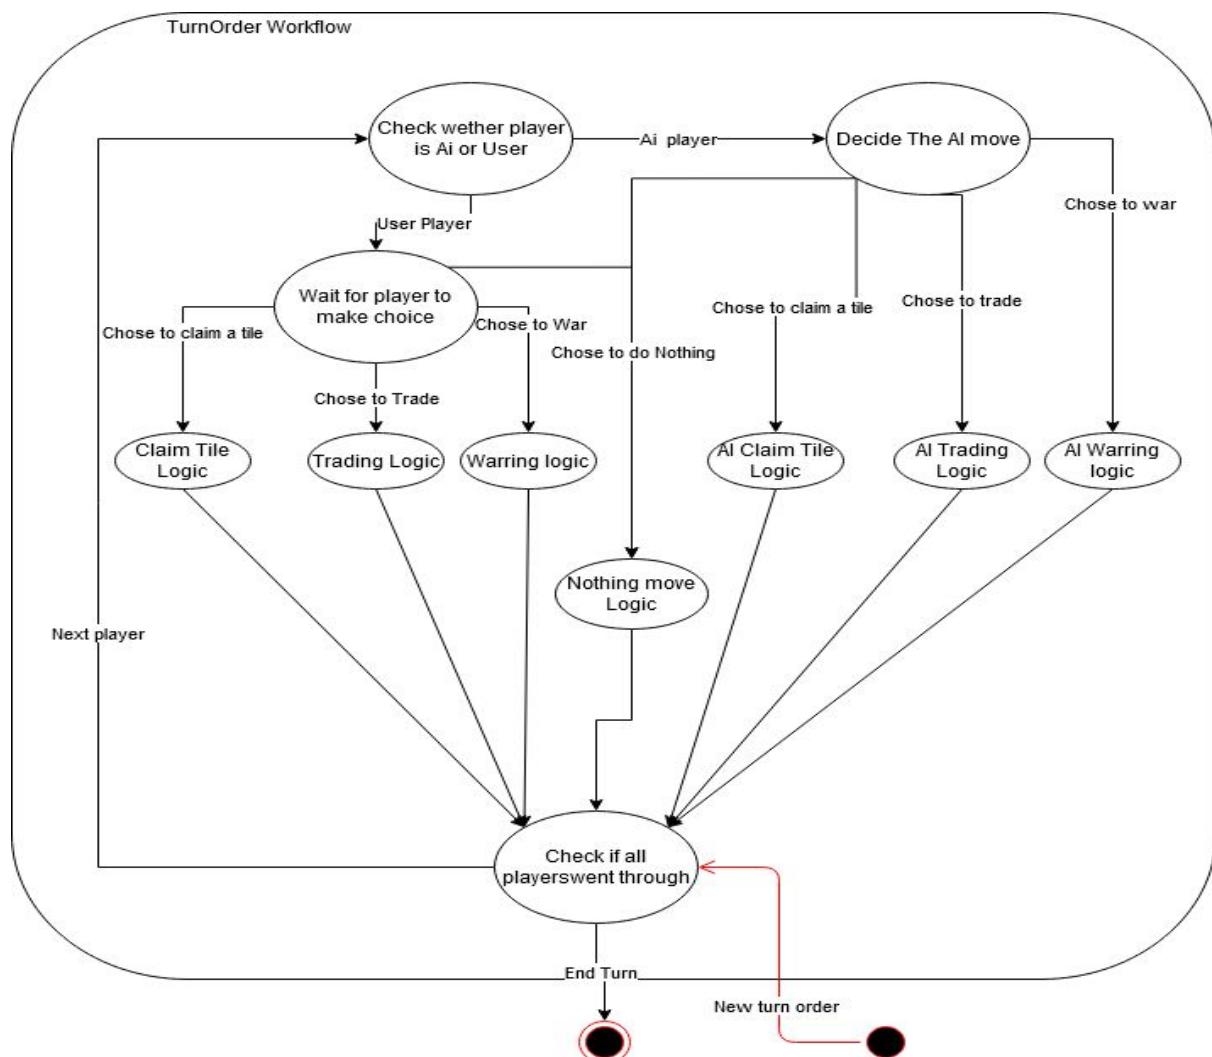 TurnOrder Workflow
Check wether player
is Ai or User
Ai player
Decide The AI move
Chose to war
User Player
Wait for player to
make choice
Chose to claim a tile
Chose to War
Chose to Trade
Chose to do Nothing
Chose to claim a tile
Chose to trade
Claim Tile
Logic
Trading Logic
Warring logic
AI Claim Tile
Logic
AI Trading
Logic
AI Warring
logic
Nothing move
Logic
Next player
Check if all
playerswent through
End Turn
New turn order